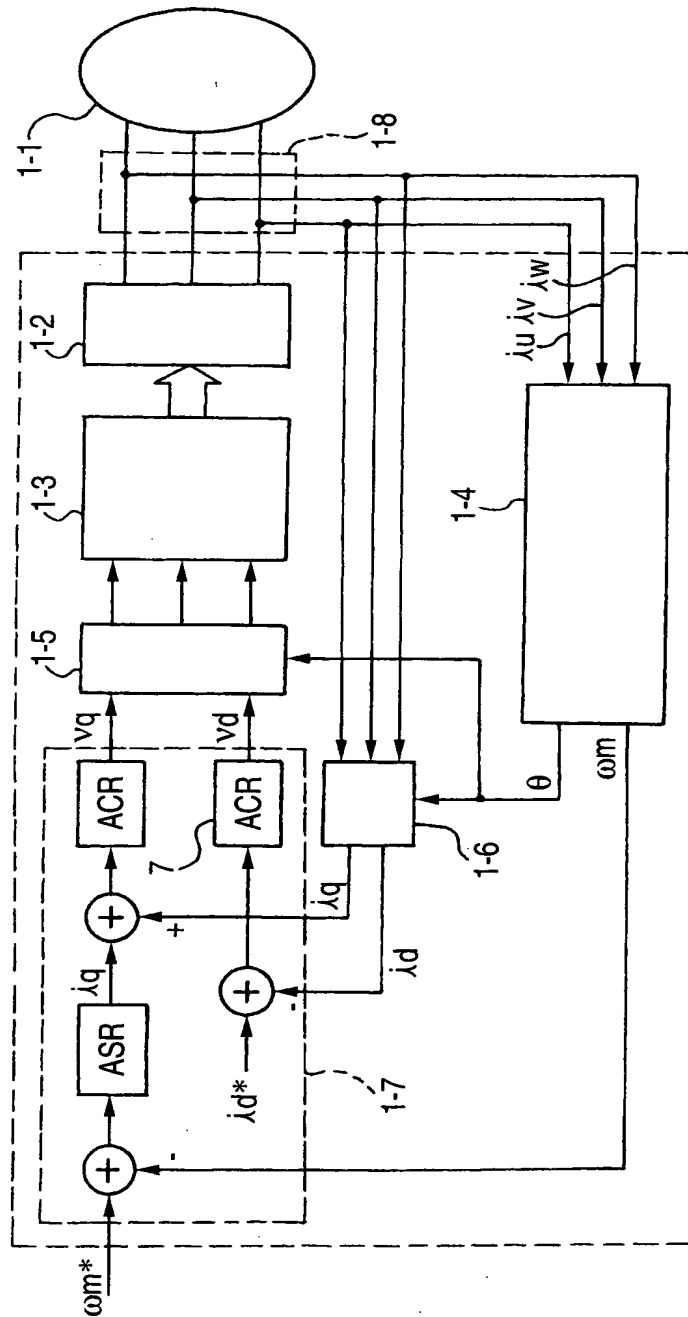 1-1
1-8
1-2
1-3
1-5
1-4
iu
iv
iw
vq
vd
ACR
7
ACR
+
+
iq
+
-
iq
id
1-6
θ
ωm
ASR
id*
1-7
+
-
ωm*